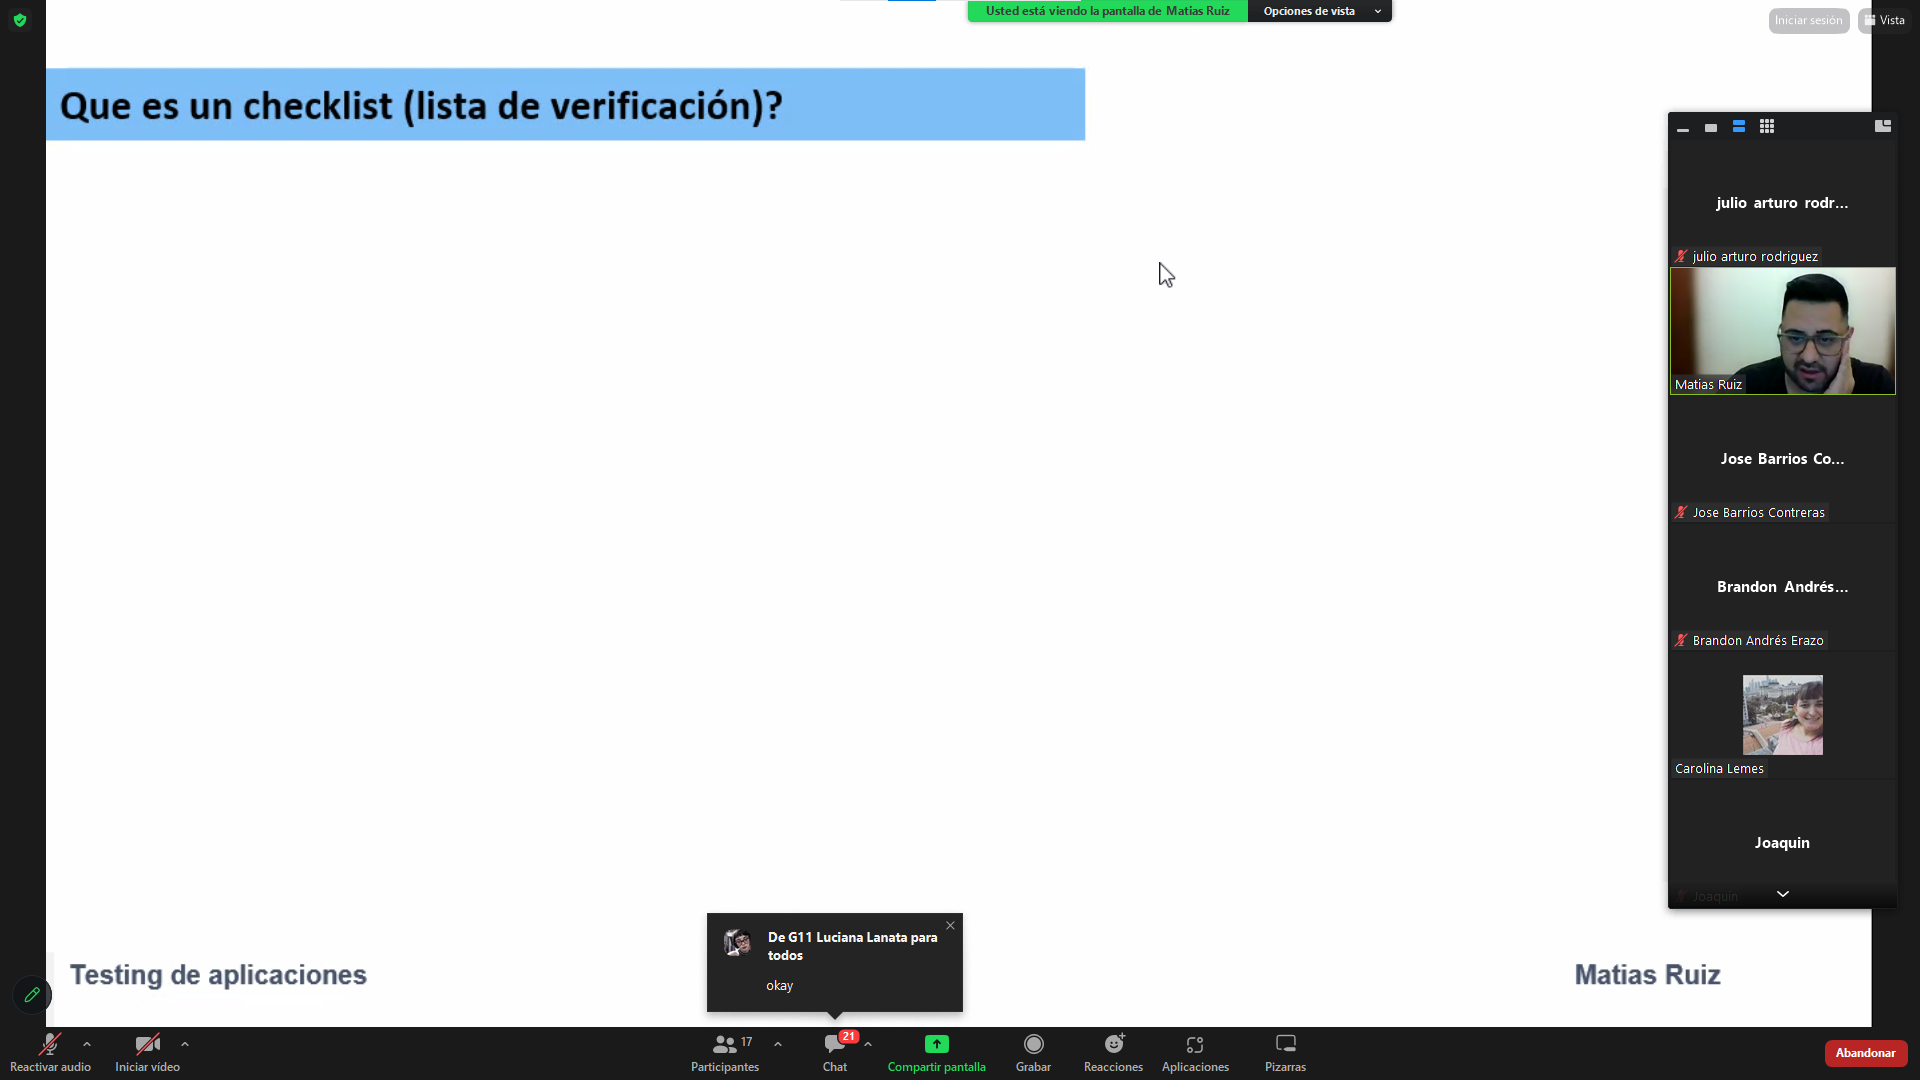 Usted está viendo la pantalla de Matias Ruiz
Opciones de vista
Iniciar sesión
Vista
Que es un checklist (lista de verificación)?
julio arturo rodr...
julio arturo rodriguez
Matias Ruiz
Jose Barrios Co...
Jose Barrios Contreras
Brandon Andrés...
Brandon Andrés Erazo
Carolina Lemes
Joaquin
Joaquin
De G11 Luciana Lanata para
todos
okay
Testing de aplicaciones
Matias Ruiz
Reactivar audio
Iniciar vídeo
17
Participantes
21
Chat
Compartir pantalla
Grabar
Reacciones
Aplicaciones
Pizarras
Abandonar